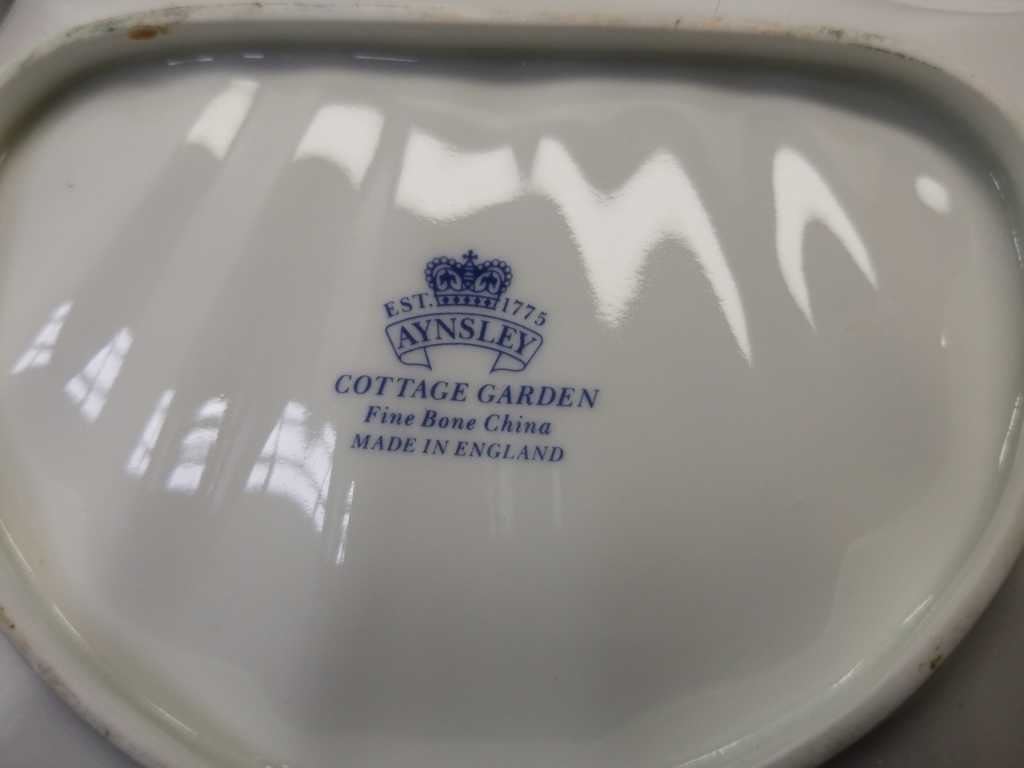 EST. 1775
AYNSLEY
COTTAGE GARDEN
Fine Bone China
MADE IN ENGLAND